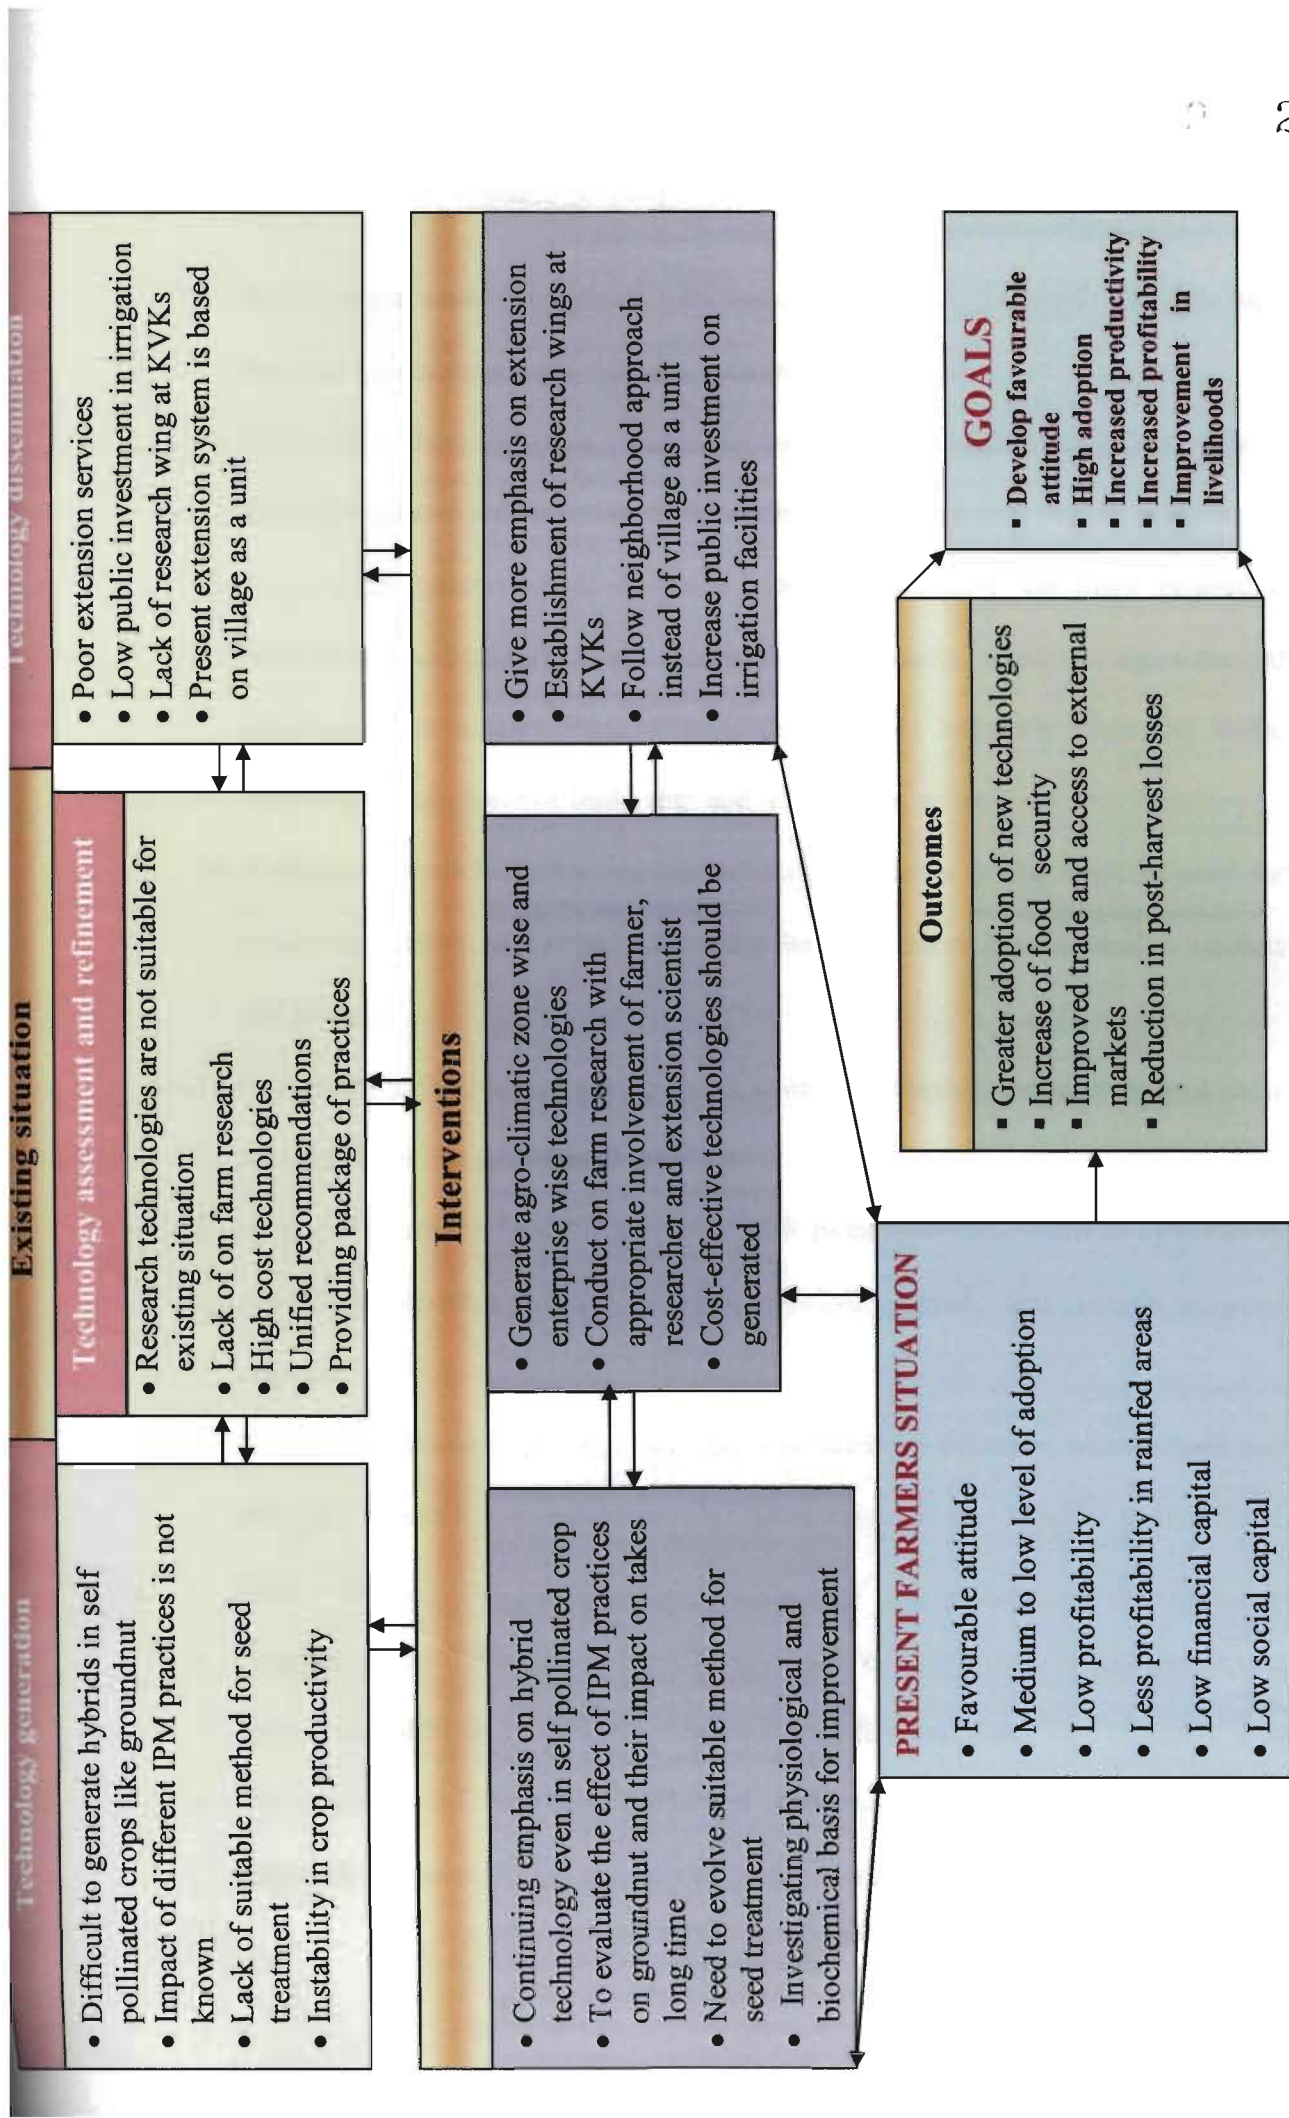 Existing situation
Technology generation
Technology assessment and refinement
Technology dissemination
• Difficult to generate hybrids in self
pollinated crops like groundnut
• Impact of different IPM practices is not
known
• Lack of suitable method for seed
treatment
• Instability in crop productivity
• Research technologies are not suitable for
existing situation
• Lack of on farm research
• High cost technologies
• Unified recommendations
• Providing package of practices
• Poor extension services
• Low public investment in irrigation
• Lack of research wing at KVKs
• Present extension system is based
on village as a unit
Interventions
• Continuing emphasis on hybrid
technology even in self pollinated crop
• To evaluate the effect of IPM practices
on groundnut and their impact on takes
long time
• Need to evolve suitable method for
seed treatment
• Investigating physiological and
biochemical basis for improvement
• Generate agro-climatic zone wise and
enterprise wise technologies
• Conduct on farm research with
appropriate involvement of farmer,
researcher and extension scientist
• Cost-effective technologies should be
generated
• Give more emphasis on extension
• Establishment of research wings at
KVKs
• Follow neighborhood approach
instead of village as a unit
• Increase public investment on
irrigation facilities
PRESENT FARMERS SITUATION
• Favourable attitude
• Medium to low level of adoption
• Low profitability
• Less profitability in rainfed areas
• Low financial capital
• Low social capital
Outcomes
▪ Greater adoption of new technologies
▪ Increase of food security
▪ Improved trade and access to external
markets
▪ Reduction in post-harvest losses
GOALS
▪ Develop favourable
attitude
▪ High adoption
▪ Increased productivity
▪ Increased profitability
▪ Improvement in
livelihoods
2